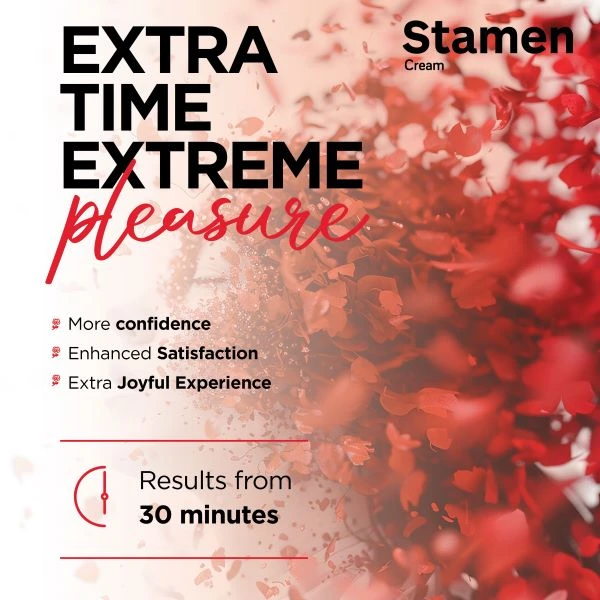 EXTRA
TIME
EXTREME
pleasure
Stamen
Cream
More confidence
Enhanced Satisfaction
Extra Joyful Experience
Results from
30 minutes